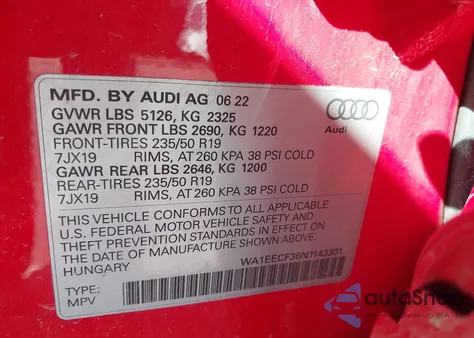 MFD. BY AUDI AG 06 22
GVWR LBS 5126, KG 2325
GAWR FRONT LBS 2690, KG 1220
FRONT-TIRES 235/50 R19
7JX19 RIMS, AT 260 KPA 38 PSI COLD
GAWR REAR LBS 2646, KG 1200
REAR-TIRES 235/50 R19
7JX19 RIMS, AT 260 KPA 38 PSI COLD
THIS VEHICLE CONFORMS TO ALL APPLICABLE
U.S. FEDERAL MOTOR VEHICLE SAFETY AND
THEFT PREVENTION STANDARDS IN EFFECT ON
THE DATE OF MANUFACTURE SHOWN ABOVE
HUNGARY
WA1EECF36N1143301
TYPE:
MPV
Audi
autoSnap